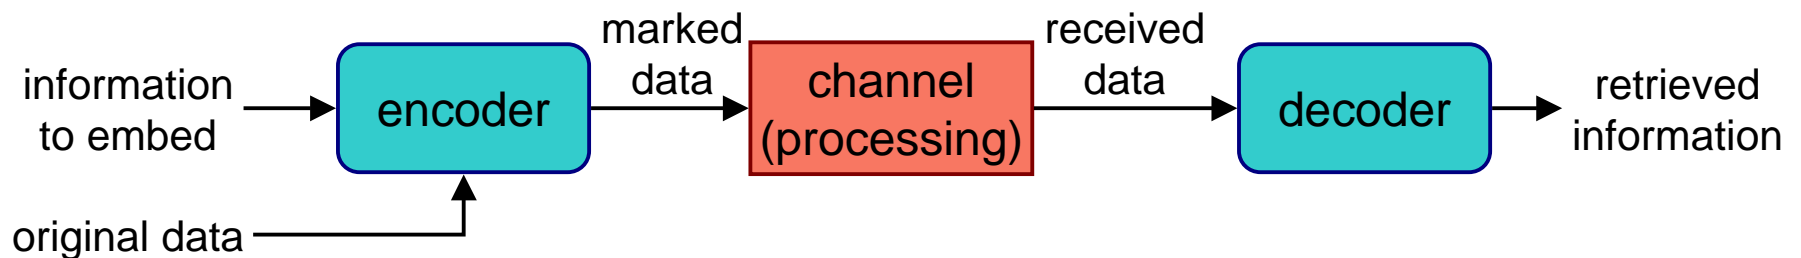 information
to embed
original data
encoder
marked
data
channel
(processing)
received
data
decoder
retrieved
information